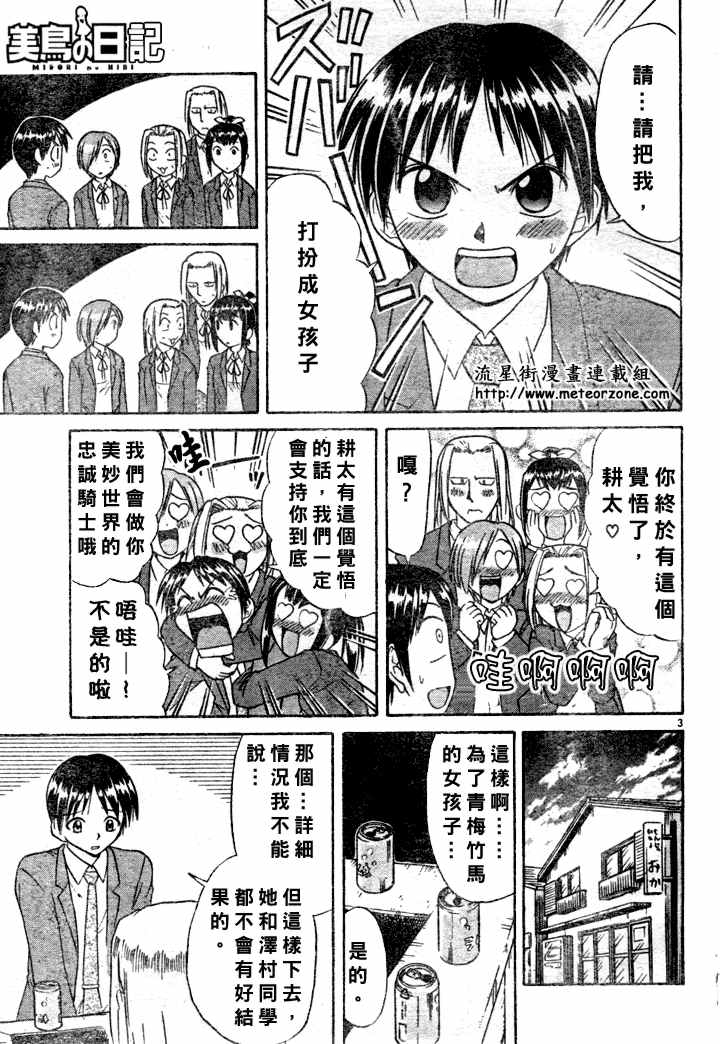 美鳥の日記
MIDORI no HIBI
請…請把我，
打扮成女孩子
流星街漫畫連載組
http://www.meteorzone.com/
你終於有這個
覺悟了，
耕太♡
嘎？
哇啊啊啊
耕太有這個覺悟
的話，我們一定
會支持你到底
哇
我們會做你
美妙世界的
忠誠騎士哦
唔哇——？
不是的啦
3
おか
這樣啊……
為了青梅竹馬
的女孩子…
是的。
那個…詳細
情況我不能
說…
但這樣下去，
她和澤村同學
都不會有好結
果的。